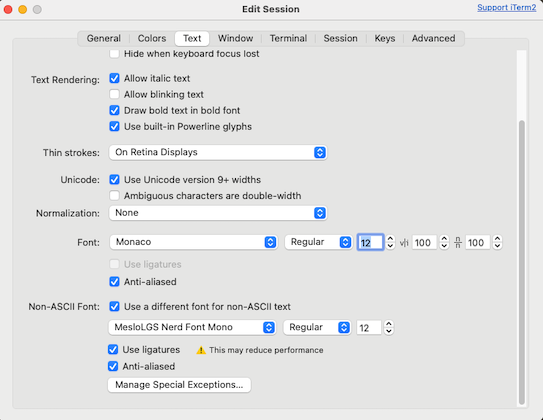 Edit Session
Support iTerm2
General Colors Text Window Terminal Session Keys Advanced
Hide when keyboard focus lost
Text Rendering: Allow italic text
Allow blinking text
Draw bold text in bold font
Use built-in Powerline glyphs
Thin strokes: On Retina Displays
Unicode: Use Unicode version 9+ widths
Ambiguous characters are double-width
Normalization: None
Font: Monaco Regular 12 v|i 100 n/n 100
Use ligatures
Anti-aliased
Non-ASCII Font: Use a different font for non-ASCII text
MesloLGS Nerd Font Mono Regular 12
Use ligatures ⚠️ This may reduce performance
Anti-aliased
Manage Special Exceptions...